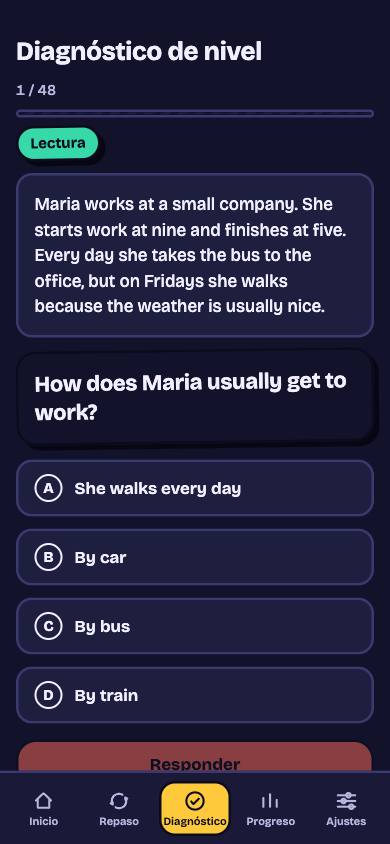 Diagnóstico de nivel
1 / 48
Lectura
Maria works at a small company. She
starts work at nine and finishes at five.
Every day she takes the bus to the
office, but on Fridays she walks
because the weather is usually nice.
How does Maria usually get to
work?
A She walks every day
B By car
C By bus
D By train
Responder
Inicio
Repaso
Diagnóstico
Progreso
Ajustes